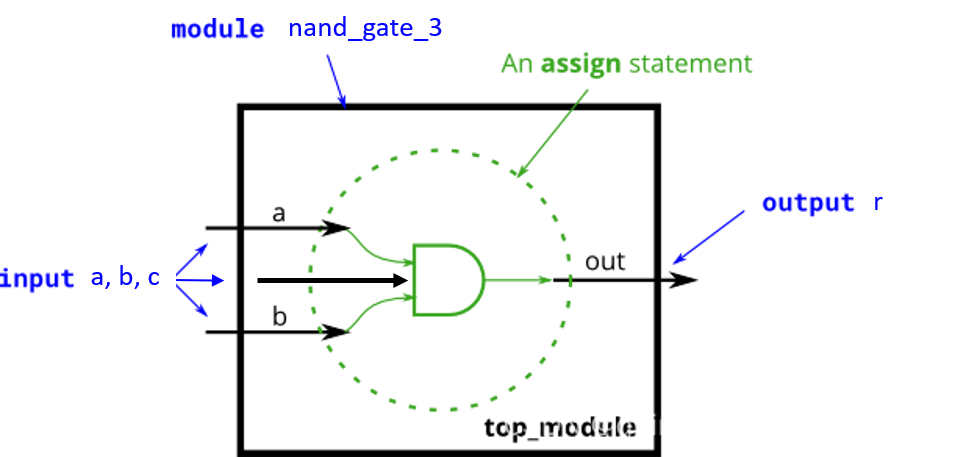 module nand_gate_3
An assign statement
a
output r
out
input a, b, c
b
top_module